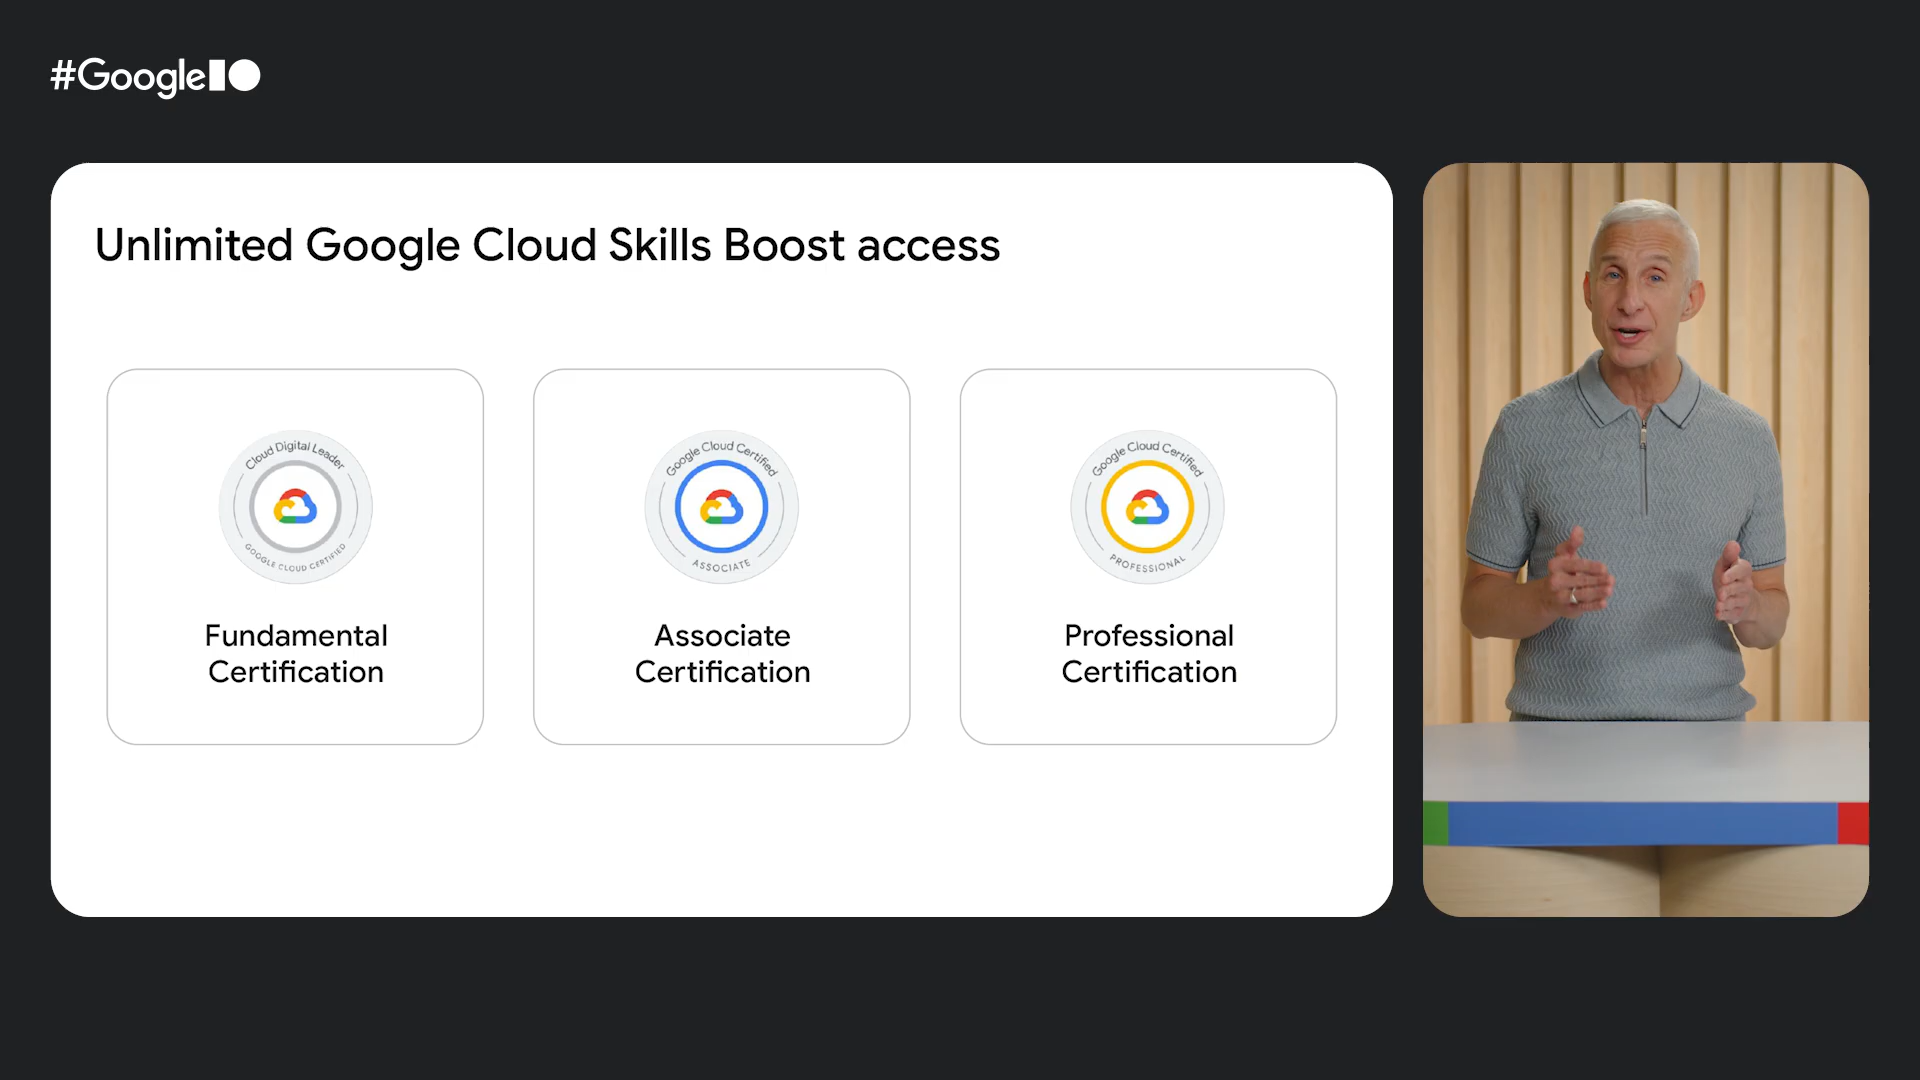 #GoogleIO
Unlimited Google Cloud Skills Boost access
Cloud Digital Leader
GOOGLE CLOUD CERTIFIED
Fundamental
Certification
Google Cloud Certified
ASSOCIATE
Associate
Certification
Google Cloud Certified
PROFESSIONAL
Professional
Certification